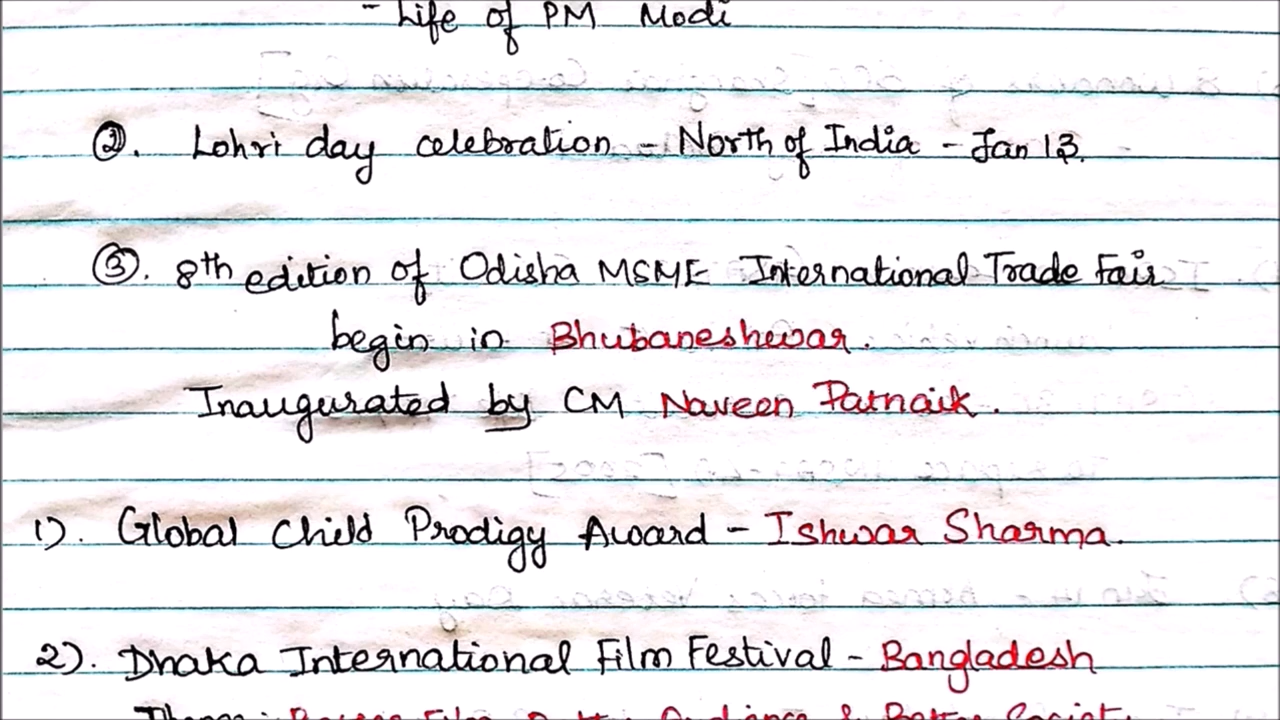 - Life of PM Modi
②. Lohri day celebration - North of India - Jan 13.
③. 8th edition of Odisha MSME International Trade Fair
begin in Bhubaneshwar.
Inaugurated by CM Naveen Patnaik.
1). Global Child Prodigy Award - Ishwar Sharma.
2). Dhaka International Film Festival - Bangladesh